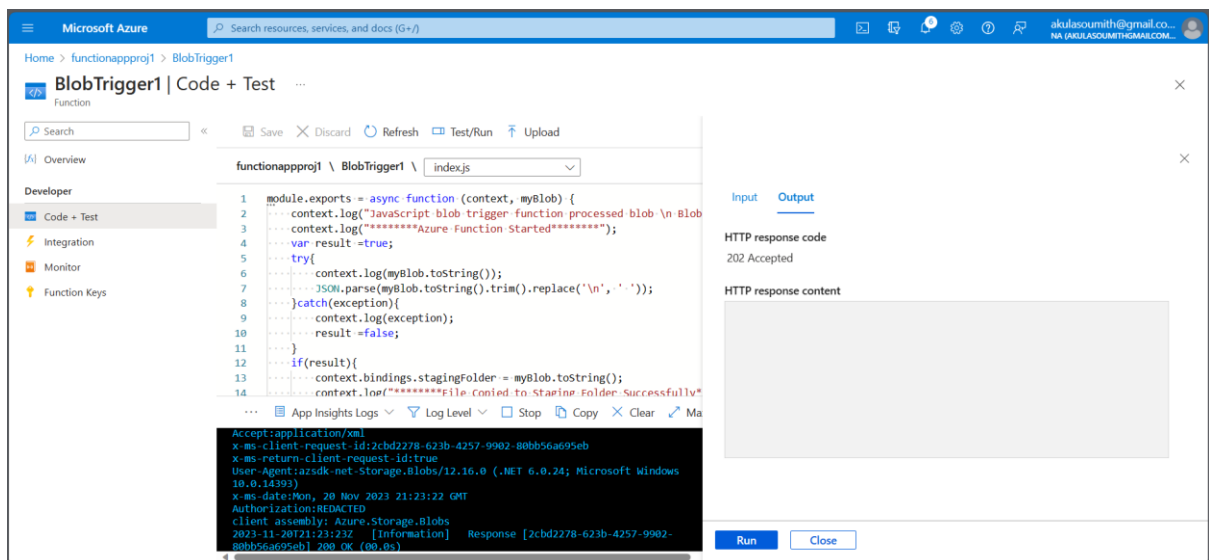 Microsoft Azure
Search resources, services, and docs (G+/)
6
akulasoumith@gmail.co...
NA (AKULASOUMITHGMAILCOM...
Home > functionappproj1 > BlobTrigger1
BlobTrigger1 | Code + Test ...
Function
Search
«
Save Discard Refresh Test/Run Upload
Overview
functionappproj1 \ BlobTrigger1 \ index.js
Developer
Code + Test
Integration
Monitor
Function Keys
1 module.exports = async function (context, myBlob) {
2 context.log("JavaScript blob trigger function processed blob \n Blob
3 context.log("********Azure Function Started********");
4 var result =true;
5 try{
6 context.log(myBlob.toString());
7 JSON.parse(myBlob.toString().trim().replace('\n', ' '));
8 }catch(exception){
9 context.log(exception);
10 result =false;
11 }
12 if(result){
13 context.bindings.stagingFolder = myBlob.toString();
14 context.log("********File Copied to Staging Folder Successfully*
... App Insights Logs Log Level Stop Copy Clear Ma
Accept:application/xml
x-ms-client-request-id:2cbd2278-623b-4257-9902-80bb56a695eb
x-ms-return-client-request-id:true
User-Agent:azsdk-net-Storage.Blobs/12.16.0 (.NET 6.0.24; Microsoft Windows
10.0.14393)
x-ms-date:Mon, 20 Nov 2023 21:23:22 GMT
Authorization:REDACTED
client assembly: Azure.Storage.Blobs
2023-11-20T21:23:23Z [Information] Response [2cbd2278-623b-4257-9902-
80bb56a695eb] 200 OK (00.0s)
Input Output
HTTP response code
202 Accepted
HTTP response content
Run Close